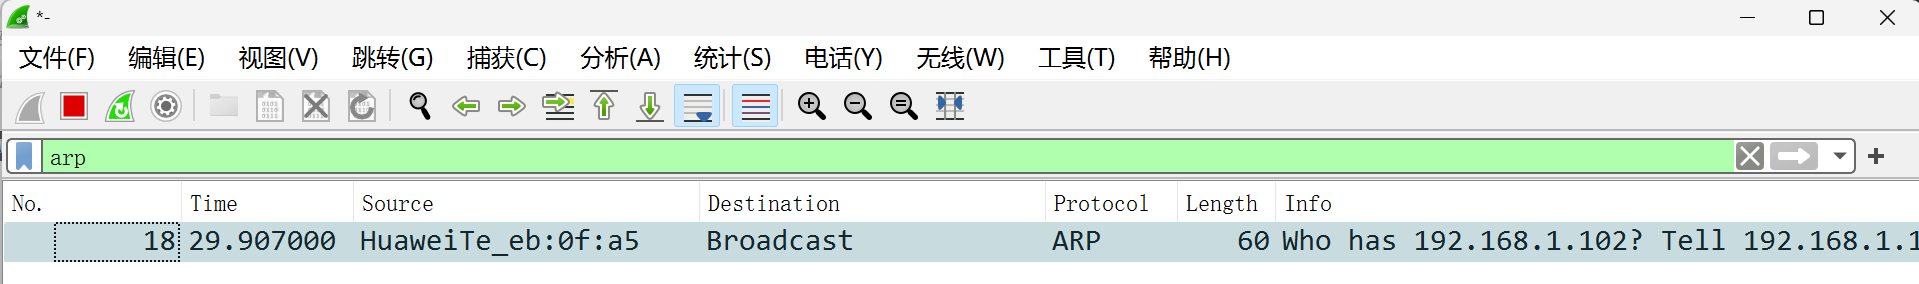 *-
文件(F) 编辑(E) 视图(V) 跳转(G) 捕获(C) 分析(A) 统计(S) 电话(Y) 无线(W) 工具(T) 帮助(H)
arp
No. Time Source Destination Protocol Length Info
18 29.907000 HuaweiTe_eb:0f:a5 Broadcast ARP 60 Who has 192.168.1.102? Tell 192.168.1.1